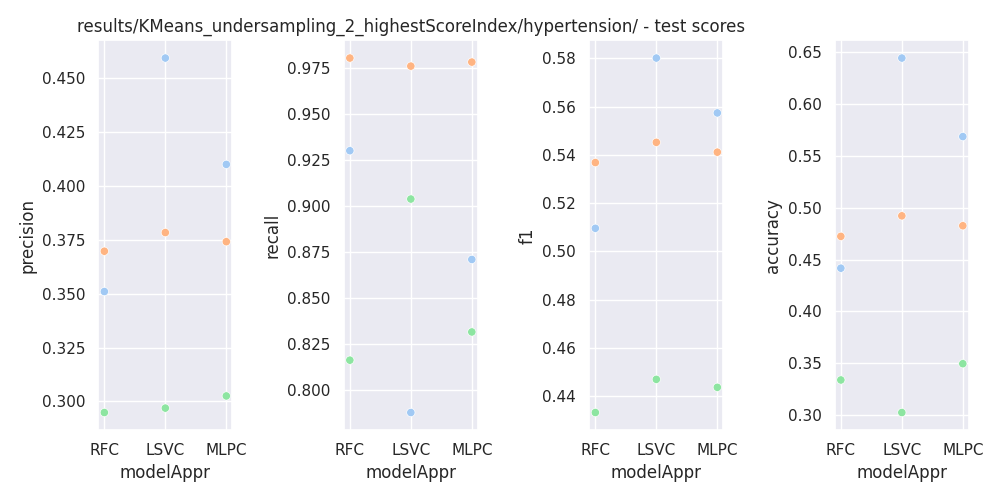 results/KMeans_undersampling_2_highestScoreIndex/hypertension/ - test scores
precision
0.450
0.425
0.400
0.375
0.350
0.325
0.300
RFC LSVC MLPC
modelAppr
recall
0.975
0.950
0.925
0.900
0.875
0.850
0.825
0.800
RFC LSVC MLPC
modelAppr
f1
0.58
0.56
0.54
0.52
0.50
0.48
0.46
0.44
RFC LSVC MLPC
modelAppr
accuracy
0.65
0.60
0.55
0.50
0.45
0.40
0.35
0.30
RFC LSVC MLPC
modelAppr